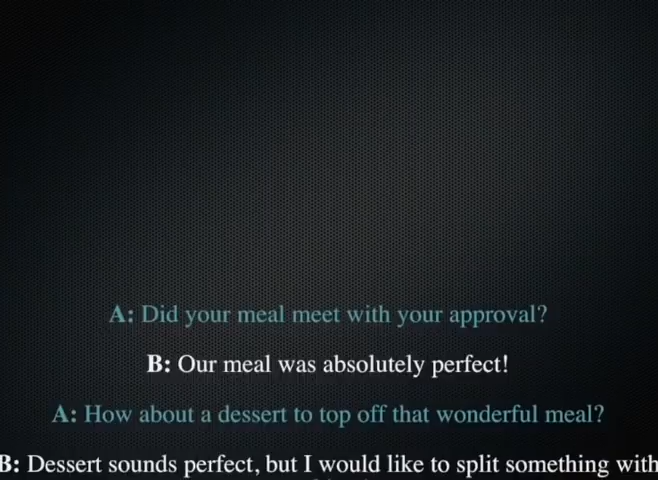 A: Did your meal meet with your approval?
B: Our meal was absolutely perfect!
A: How about a dessert to top off that wonderful meal?
B: Dessert sounds perfect, but I would like to split something with